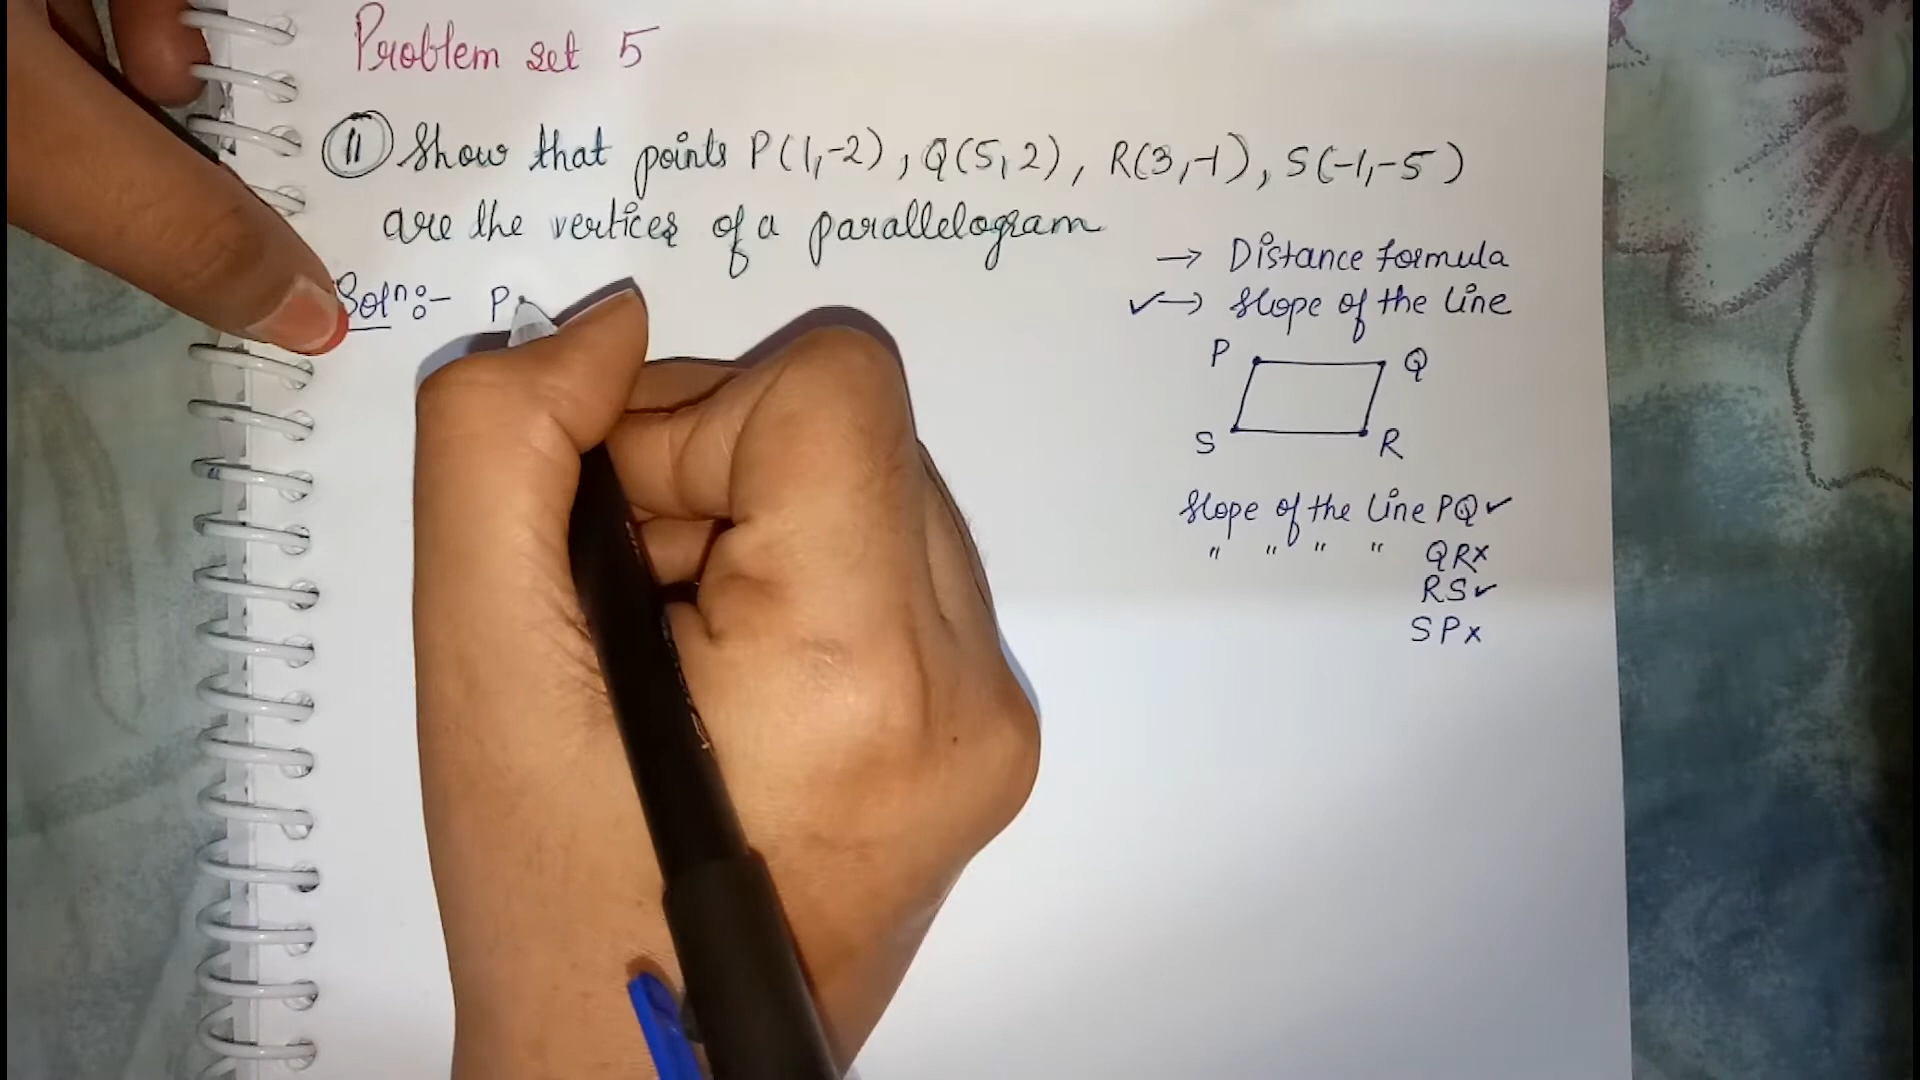 Problem set 5
11 Show that points P(1,-2), Q(5,2), R(3,-1), S(-1,-5)
are the vertices of a parallelogram
→ Distance formula
Solⁿ:- P
✓→ Slope of the line
P Q
S R
Slope of the line PQ✓
" " " " QR×
RS✓
SP×